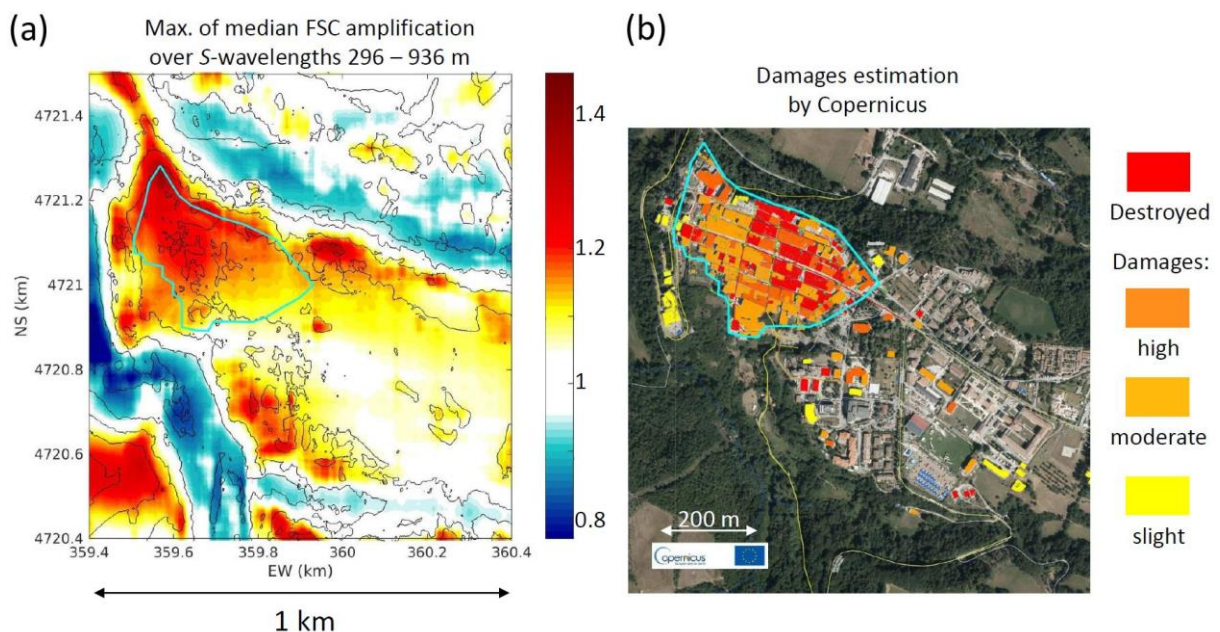 (a)
Max. of median FSC amplification
over S-wavelengths 296 – 936 m
4721.4
4721.2
4721
4720.8
4720.6
4720.4
NS (km)
359.4
359.6
359.8
360
360.2
360.4
EW (km)
1 km
1.4
1.2
1
0.8
(b)
Damages estimation
by Copernicus
200 m
opernicus
Destroyed
Damages:
high
moderate
slight